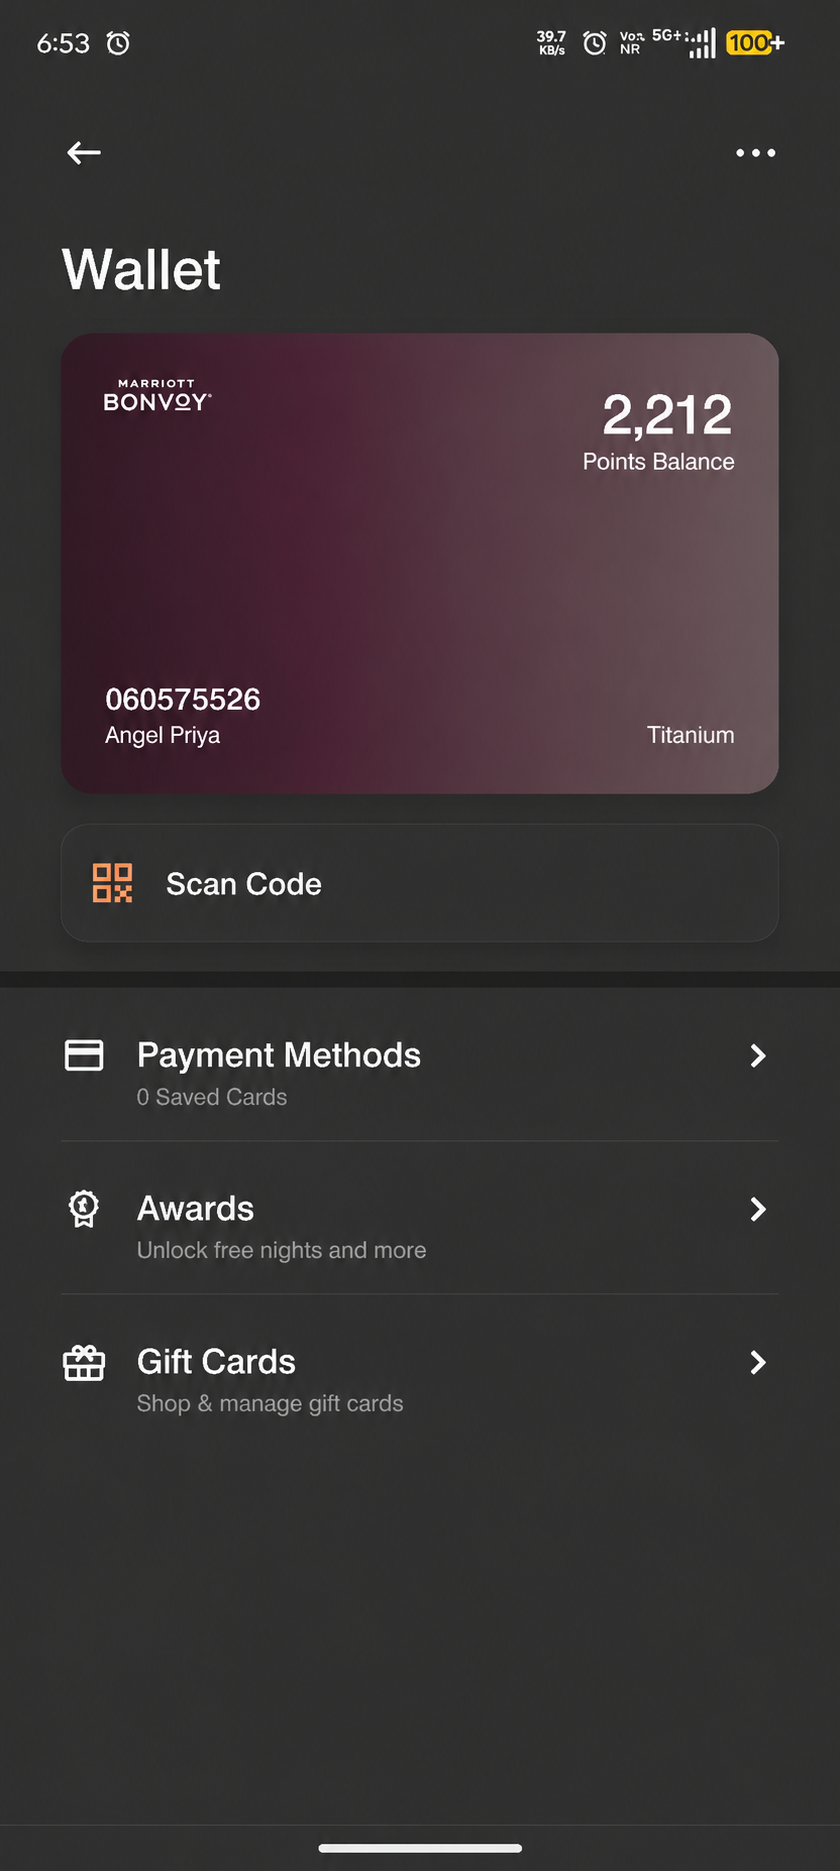 6:53
39.7 KB/s
Vo NR 5G+ 100+
Wallet
MARRIOTT
BONVOY
2,212
Points Balance
060575526
Angel Priya
Titanium
Scan Code
Payment Methods
0 Saved Cards
Awards
Unlock free nights and more
Gift Cards
Shop & manage gift cards